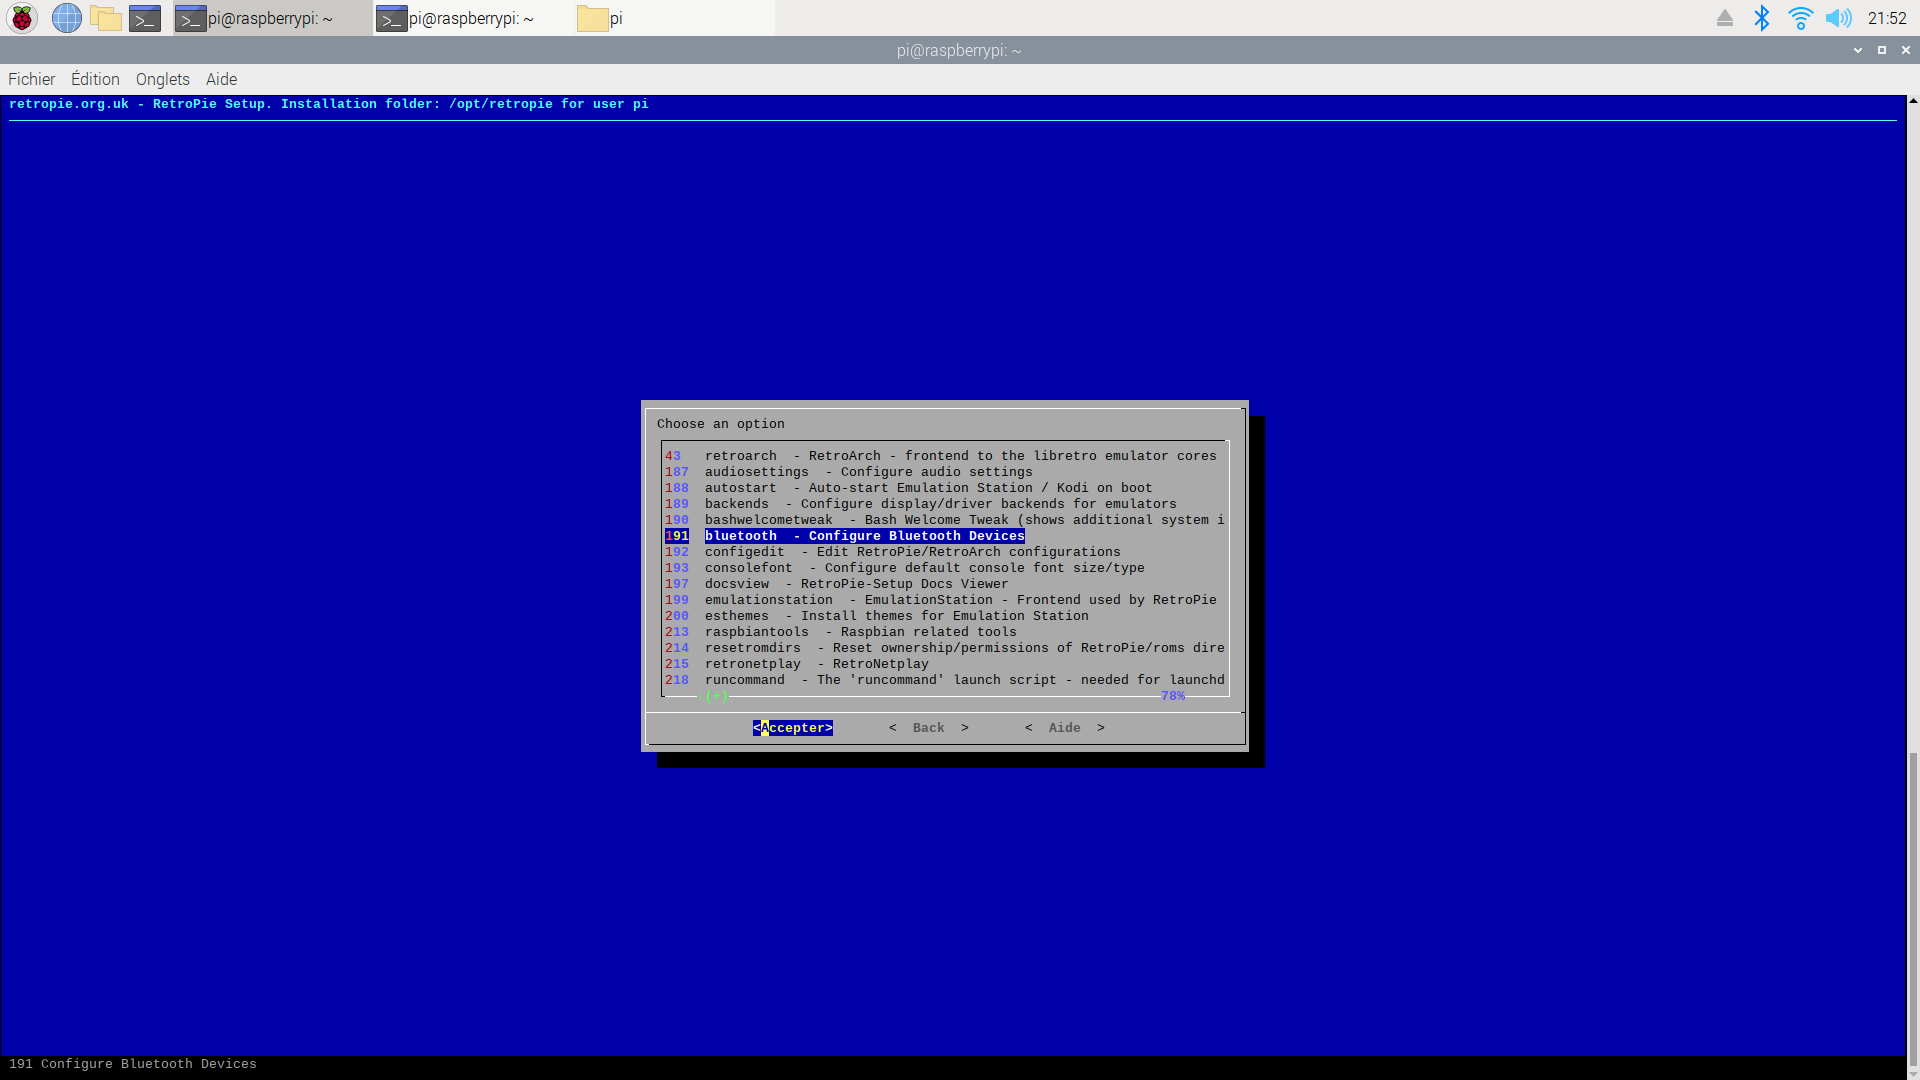 pi@raspberrypi: ~ pi@raspberrypi: ~ pi 21:52
pi@raspberrypi: ~
Fichier Édition Onglets Aide
retropie.org.uk - RetroPie Setup. Installation folder: /opt/retropie for user pi
Choose an option
43 retroarch - RetroArch - frontend to the libretro emulator cores
187 audiosettings - Configure audio settings
188 autostart - Auto-start Emulation Station / Kodi on boot
189 backends - Configure display/driver backends for emulators
190 bashwelcometweak - Bash Welcome Tweak (shows additional system i
191 bluetooth - Configure Bluetooth Devices
192 configedit - Edit RetroPie/RetroArch configurations
193 consolefont - Configure default console font size/type
197 docsview - RetroPie-Setup Docs Viewer
199 emulationstation - EmulationStation - Frontend used by RetroPie
200 esthemes - Install themes for Emulation Station
213 raspbiantools - Raspbian related tools
214 resetromdirs - Reset ownership/permissions of RetroPie/roms dire
215 retronetplay - RetroNetplay
218 runcommand - The 'runcommand' launch script - needed for launchd
(+) 78%
<Accepter> < Back > < Aide >
191 Configure Bluetooth Devices